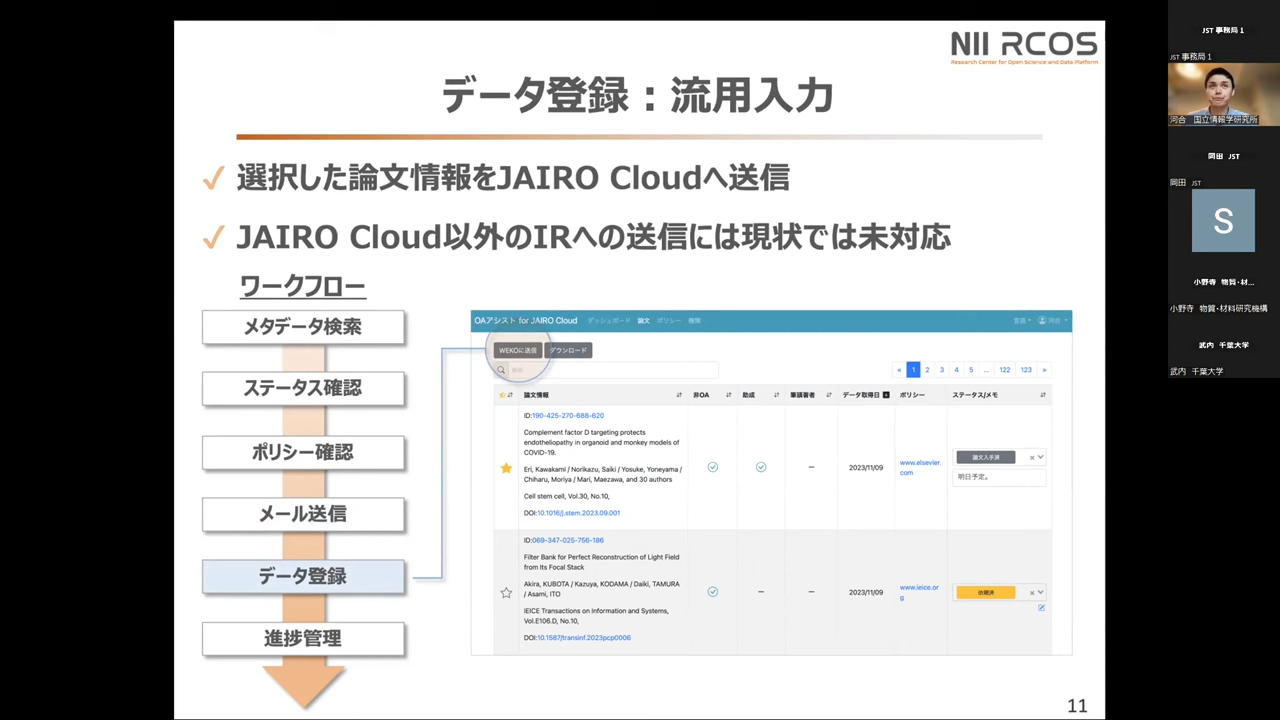 NII RCOS
Research Center for Open Science and Data Platform
データ登録：流用入力
✓ 選択した論文情報をJAIRO Cloudへ送信
✓ JAIRO Cloud以外のIRへの送信には現状では未対応
ワークフロー
メタデータ検索
ステータス確認
ポリシー確認
メール送信
データ登録
進捗管理
OAアシスト for JAIRO Cloud ダッシュボード 論文 ポリシー 機関
言語 河合
WEKOに送信 ダウンロード
検索
« 1 2 3 4 5 ... 122 123 »
論文情報 非OA 助成 筆頭著者 データ取得日 ポリシー ステータス/メモ
ID:190-425-270-688-620
Complement factor D targeting protects
endotheliopathy in organoid and monkey models of
COVID-19.
Eri, Kawakami / Norikazu, Saiki / Yosuke, Yoneyama /
Chiharu, Moriya / Mari, Maezawa, and 30 authors
Cell stem cell, Vol.30, No.10,
DOI:10.1016/j.stem.2023.09.001
—
2023/11/09
www.elsevier.
com
論文入手済
明日予定。
ID:069-347-025-756-186
Filter Bank for Perfect Reconstruction of Light Field
from Its Focal Stack
Akira, KUBOTA / Kazuya, KODAMA / Daiki, TAMURA
/ Asami, ITO
IEICE Transactions on Information and Systems,
Vol.E106.D, No.10,
DOI:10.1587/transinf.2023pcp0006
— —
2023/11/09
www.ieice.or
g
依頼済
11
JST 事務局 1
JST 事務局 1
河合 国立情報学研究所
岡田 JST
岡田 JST
S
小野寺 物質・材...
小野寺 物質・材料研究機構
武内 千葉大学
武内 千葉大学